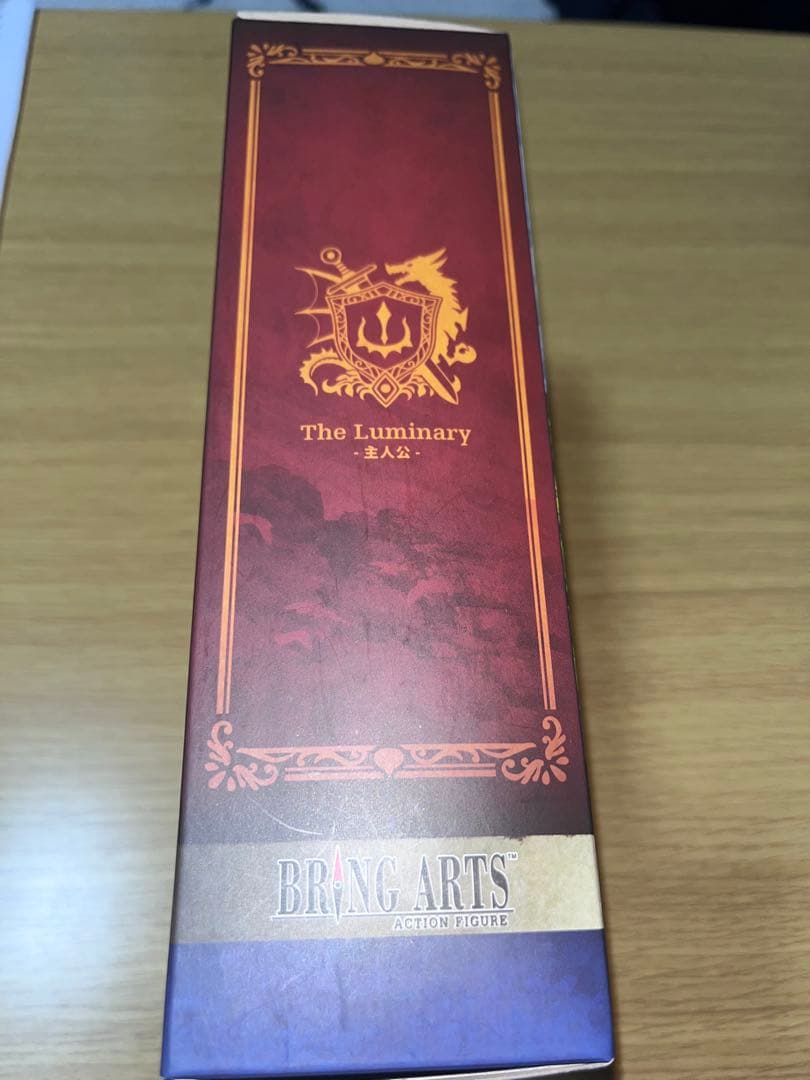 The Luminary
- 主人公 -
BRING ARTS™
ACTION FIGURE